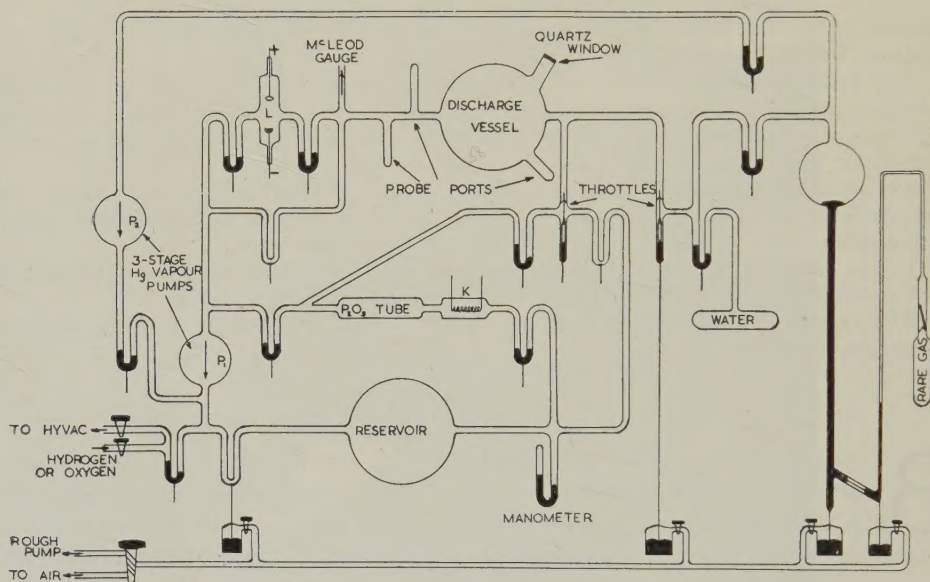 QUARTZ
WINDOW
McLEOD
GAUGE
+
L
-
DISCHARGE
VESSEL
PROBE PORTS
THROTTLES
P₂
3-STAGE
Hg VAPOUR
PUMPS
P₂O₅ TUBE
K
WATER
RARE GAS
P₁
TO HYVAC
RESERVOIR
HYDROGEN
OR OXYGEN
MANOMETER
ROUGH
PUMP
TO AIR